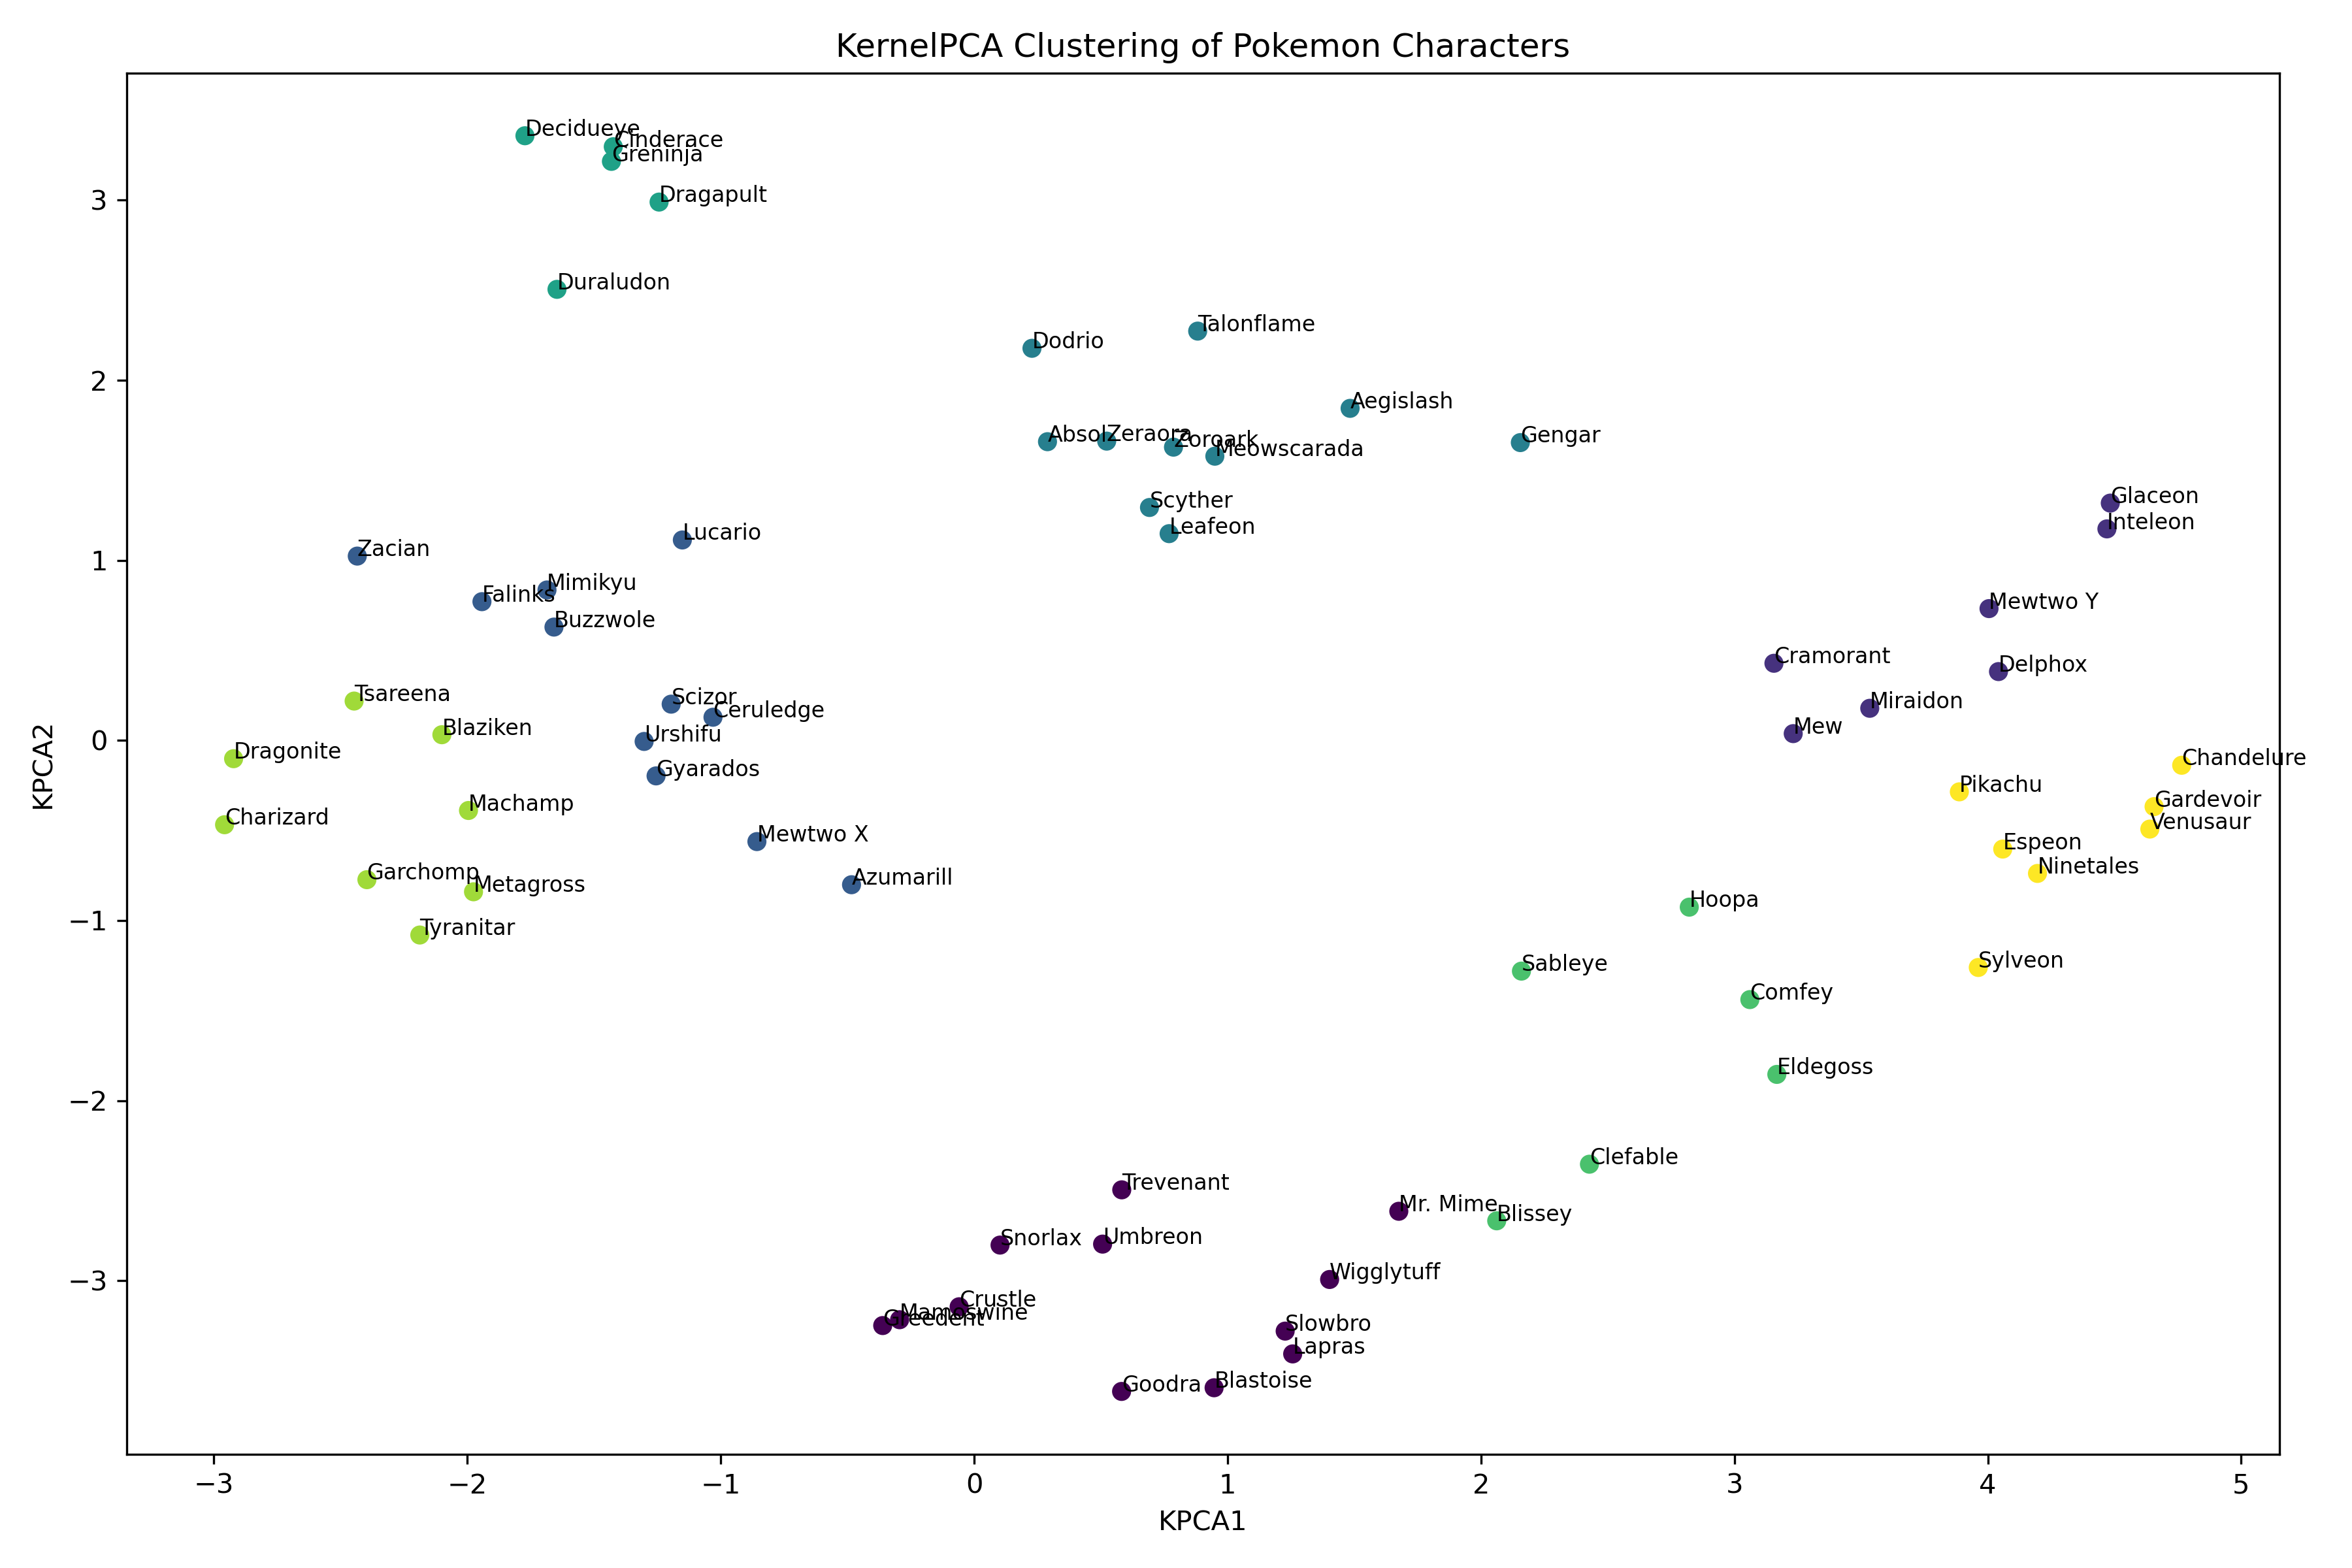 KernelPCA Clustering of Pokemon Characters
Decidueye
Cinderace
Greninja
Dragapult
Duraludon
Talonflame
Dodrio
Aegislash
Absol
Zeraora
Zoroark
Meowscarada
Gengar
Scyther
Leafeon
Glaceon
Inteleon
Lucario
Zacian
Mimikyu
Falinks
Buzzwole
Mewtwo Y
Cramorant
Delphox
Miraidon
Mew
Tsareena
Scizor
Ceruledge
Blaziken
Urshifu
Dragonite
Gyarados
Chandelure
Pikachu
Gardevoir
Venusaur
Machamp
Charizard
Mewtwo X
Espeon
Ninetales
Garchomp
Metagross
Azumarill
Hoopa
Tyranitar
Sableye
Sylveon
Comfey
Eldegoss
Clefable
Trevenant
Mr. Mime
Blissey
Snorlax
Umbreon
Wigglytuff
Crustle
Mamoswine
Greedent
Slowbro
Lapras
Goodra
Blastoise
3
2
1
0
−1
−2
−3
KPCA2
−3 −2 −1 0 1 2 3 4 5
KPCA1